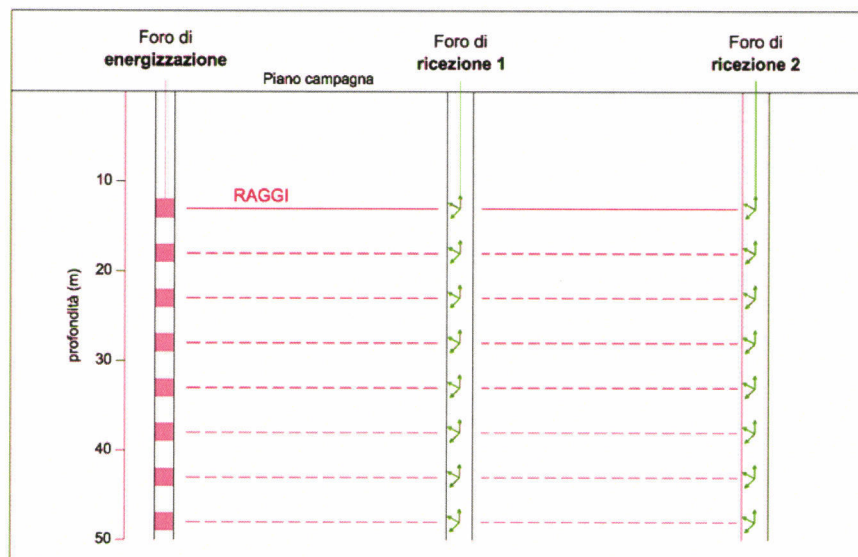 Foro di
energizzazione
Foro di
ricezione 1
Foro di
ricezione 2
Piano campagna
10
RAGGI
20
profondità (m)
30
40
50